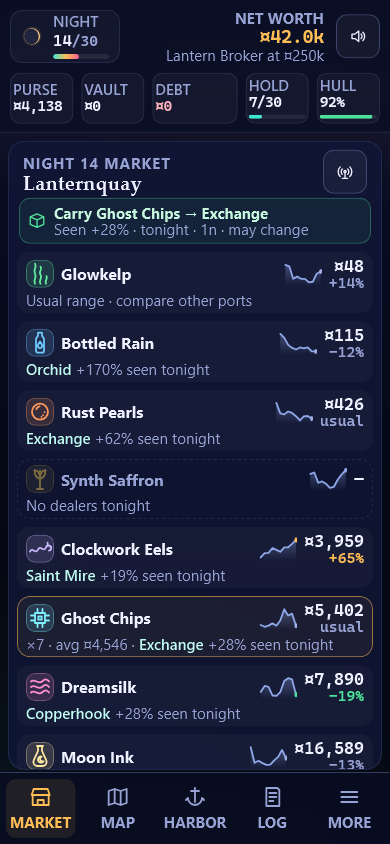 NIGHT
14/30
NET WORTH
¤42.0k
Lantern Broker at ¤250k
PURSE
¤4,138
VAULT
¤0
DEBT
¤0
HOLD
7/30
HULL
92%
NIGHT 14 MARKET
Lanternquay
Carry Ghost Chips → Exchange
Seen +28% · tonight · 1n · may change
Glowkelp
¤48
+14%
Usual range · compare other ports
Bottled Rain
¤115
−12%
Orchid +170% seen tonight
Rust Pearls
¤426
usual
Exchange +62% seen tonight
Synth Saffron
—
No dealers tonight
Clockwork Eels
¤3,959
+65%
Saint Mire +19% seen tonight
Ghost Chips
¤5,402
usual
×7 · avg ¤4,546 · Exchange +28% seen tonight
Dreamsilk
¤7,890
−19%
Copperhook +28% seen tonight
Moon Ink
¤16,589
−13%
MARKET
MAP
HARBOR
LOG
MORE